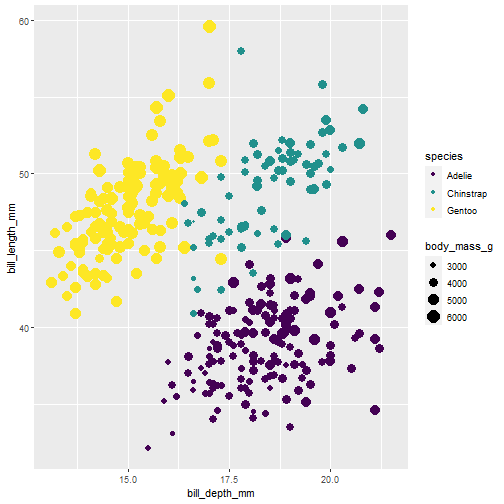 60
50
40
bill_length_mm
15.0
17.5
20.0
bill_depth_mm
species
Adelie
Chinstrap
Gentoo
body_mass_g
3000
4000
5000
6000